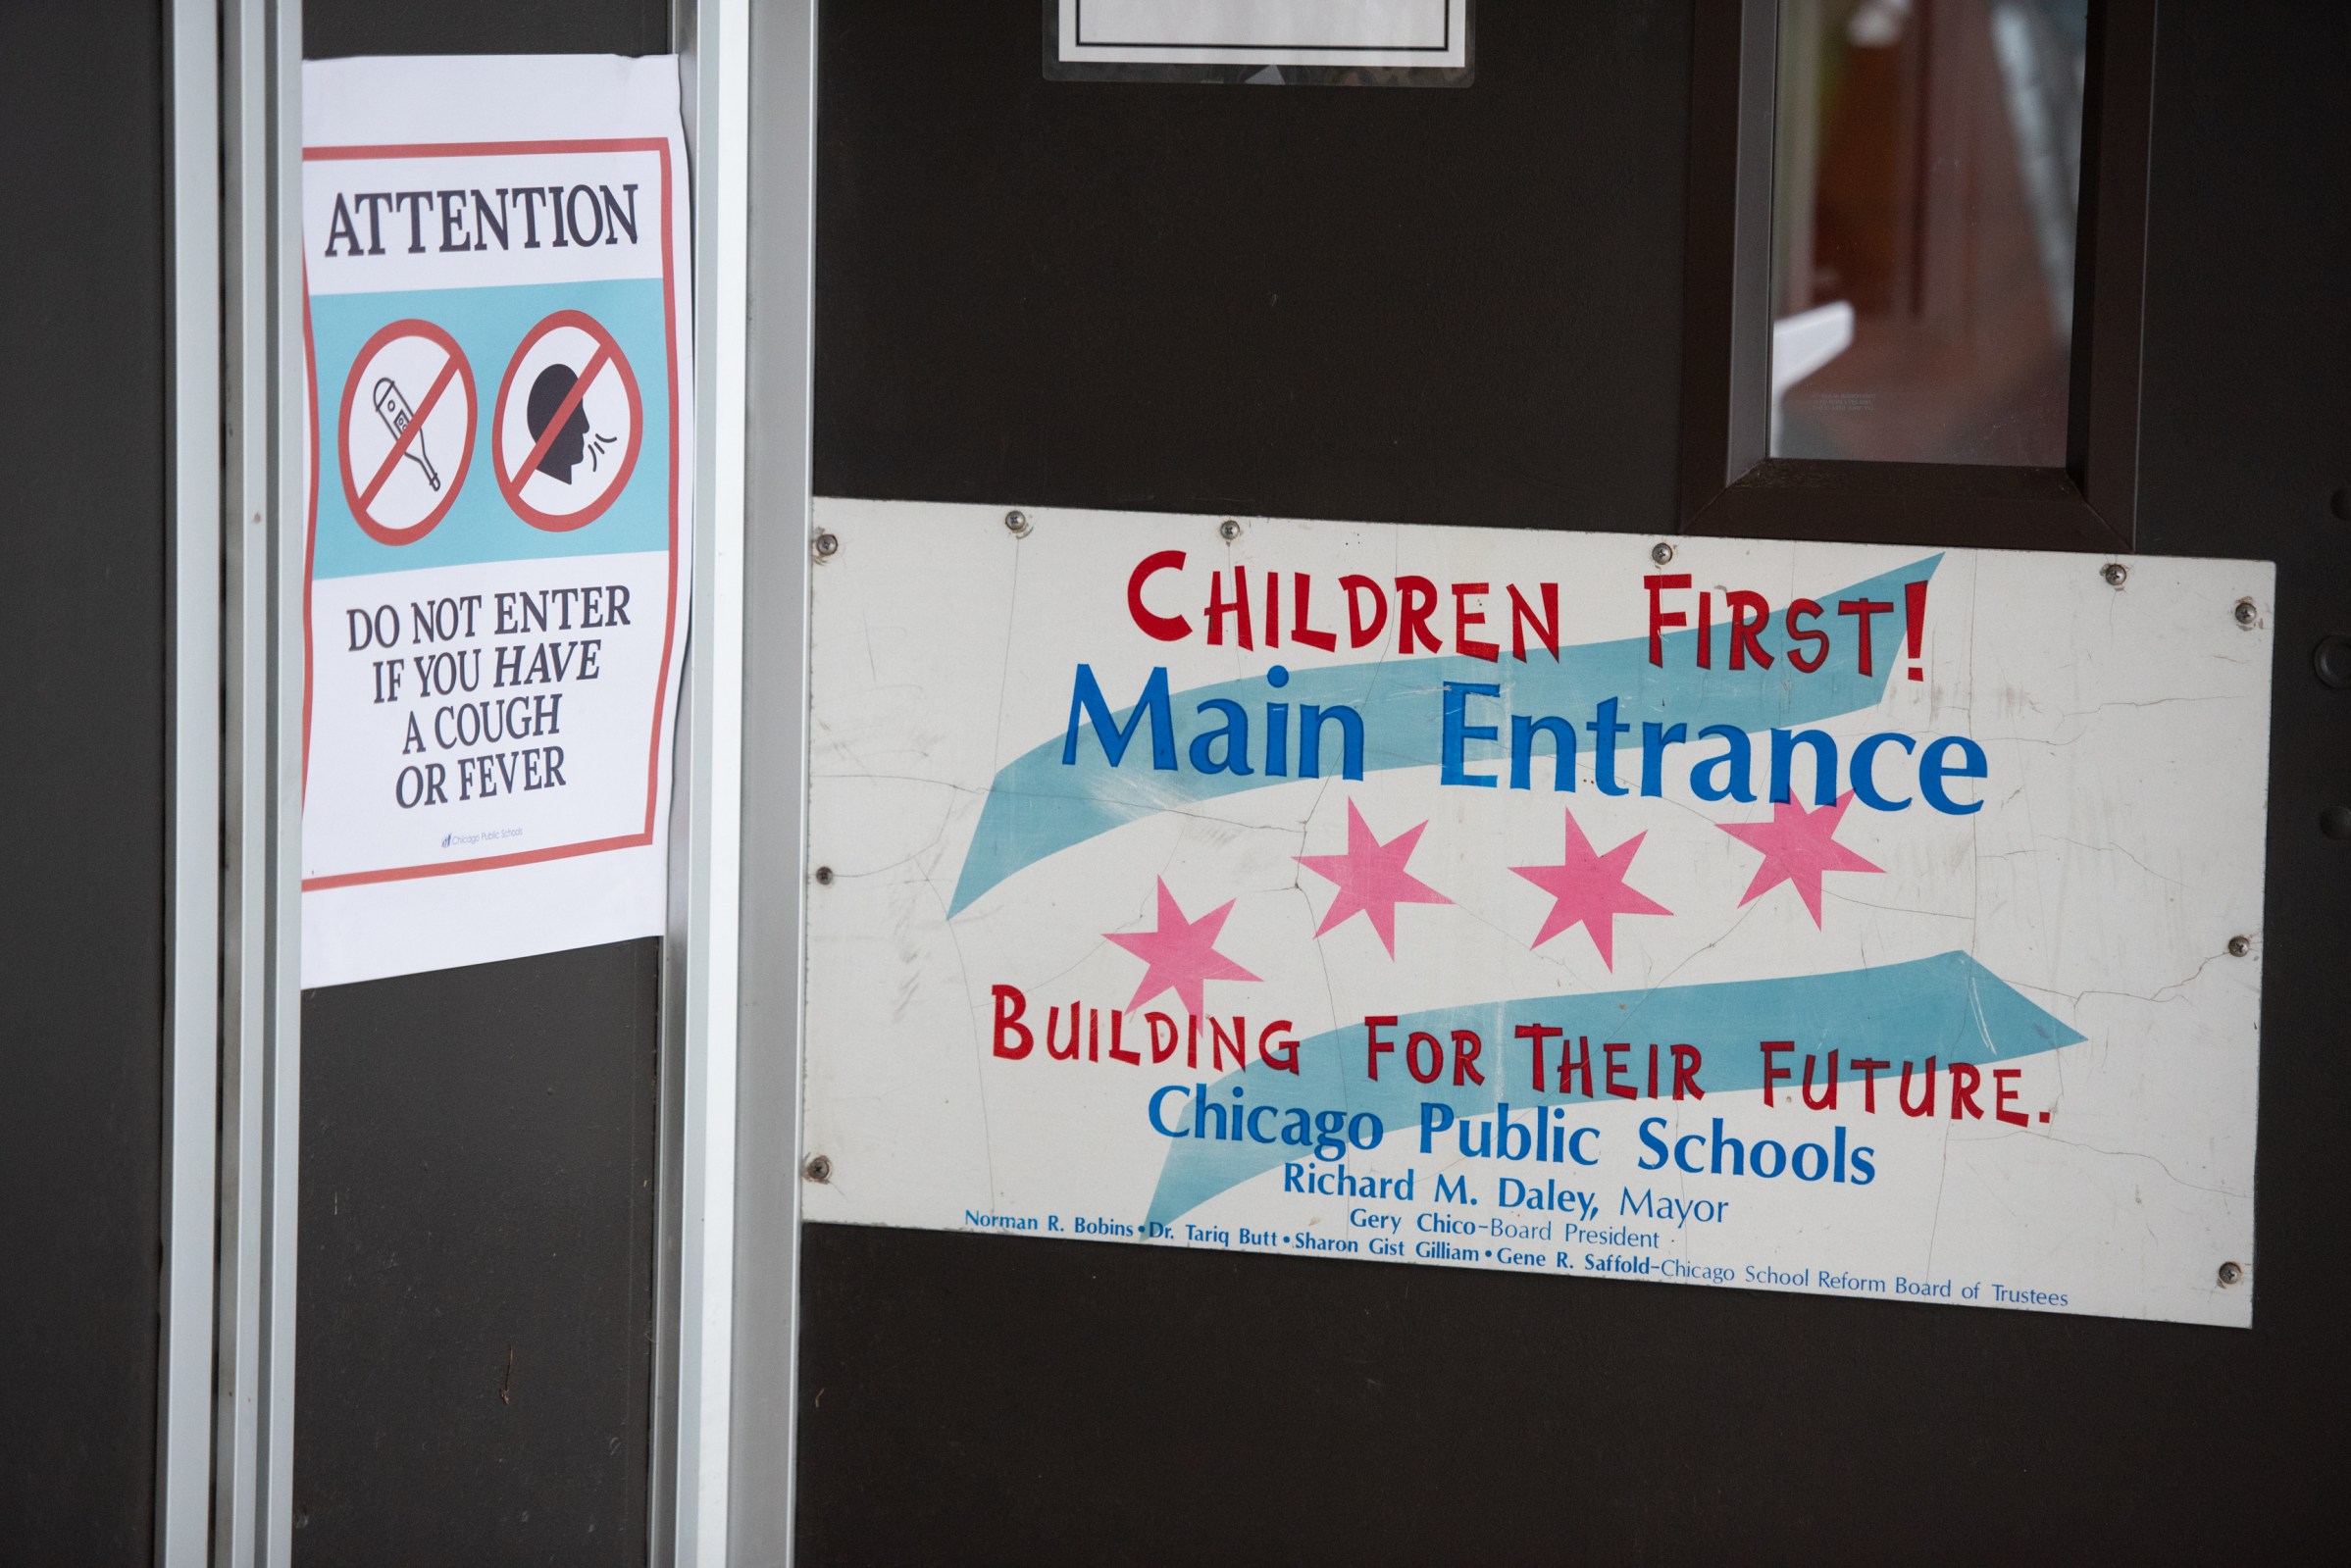 ATTENTION
DO NOT ENTER
IF YOU HAVE
A COUGH
OR FEVER
Chicago Public Schools
CHILDREN FIRST!
Main Entrance
BUILDING FOR THEIR FUTURE.
Chicago Public Schools
Richard M. Daley, Mayor
Gery Chico–Board President
Norman R. Bobins • Dr. Tariq Butt • Sharon Gist Gilliam • Gene R. Saffold–Chicago School Reform Board of Trustees